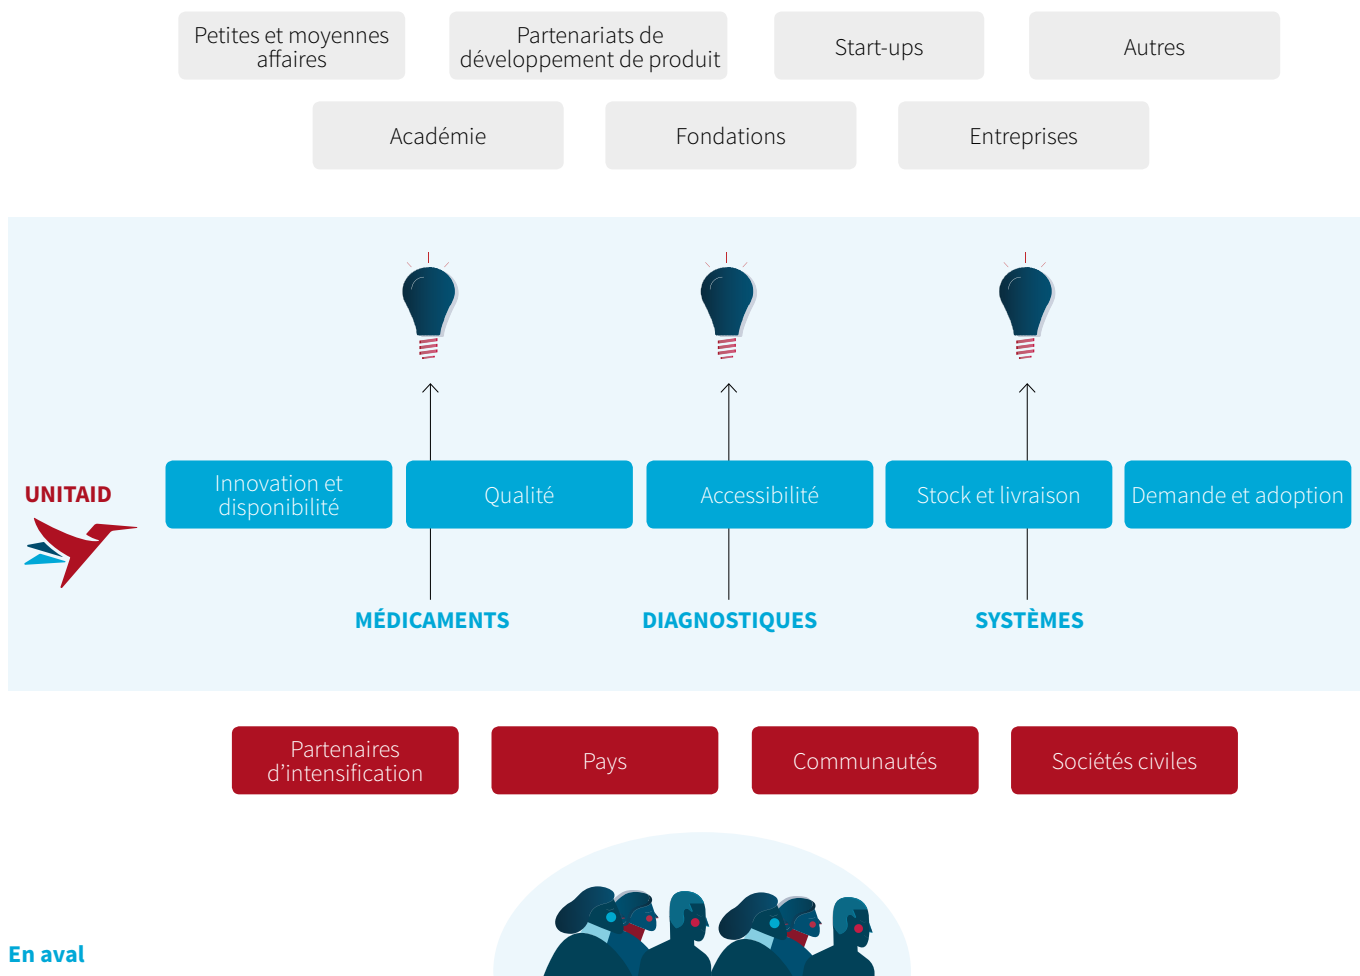 Petites et moyennes
affaires
Partenariats de
développement de produit
Start-ups
Autres
Académie
Fondations
Entreprises
UNITAID
Innovation et
disponibilité
Qualité
Accessibilité
Stock et livraison
Demande et adoption
MÉDICAMENTS
DIAGNOSTIQUES
SYSTÈMES
Partenaires
d’intensification
Pays
Communautés
Sociétés civiles
En aval